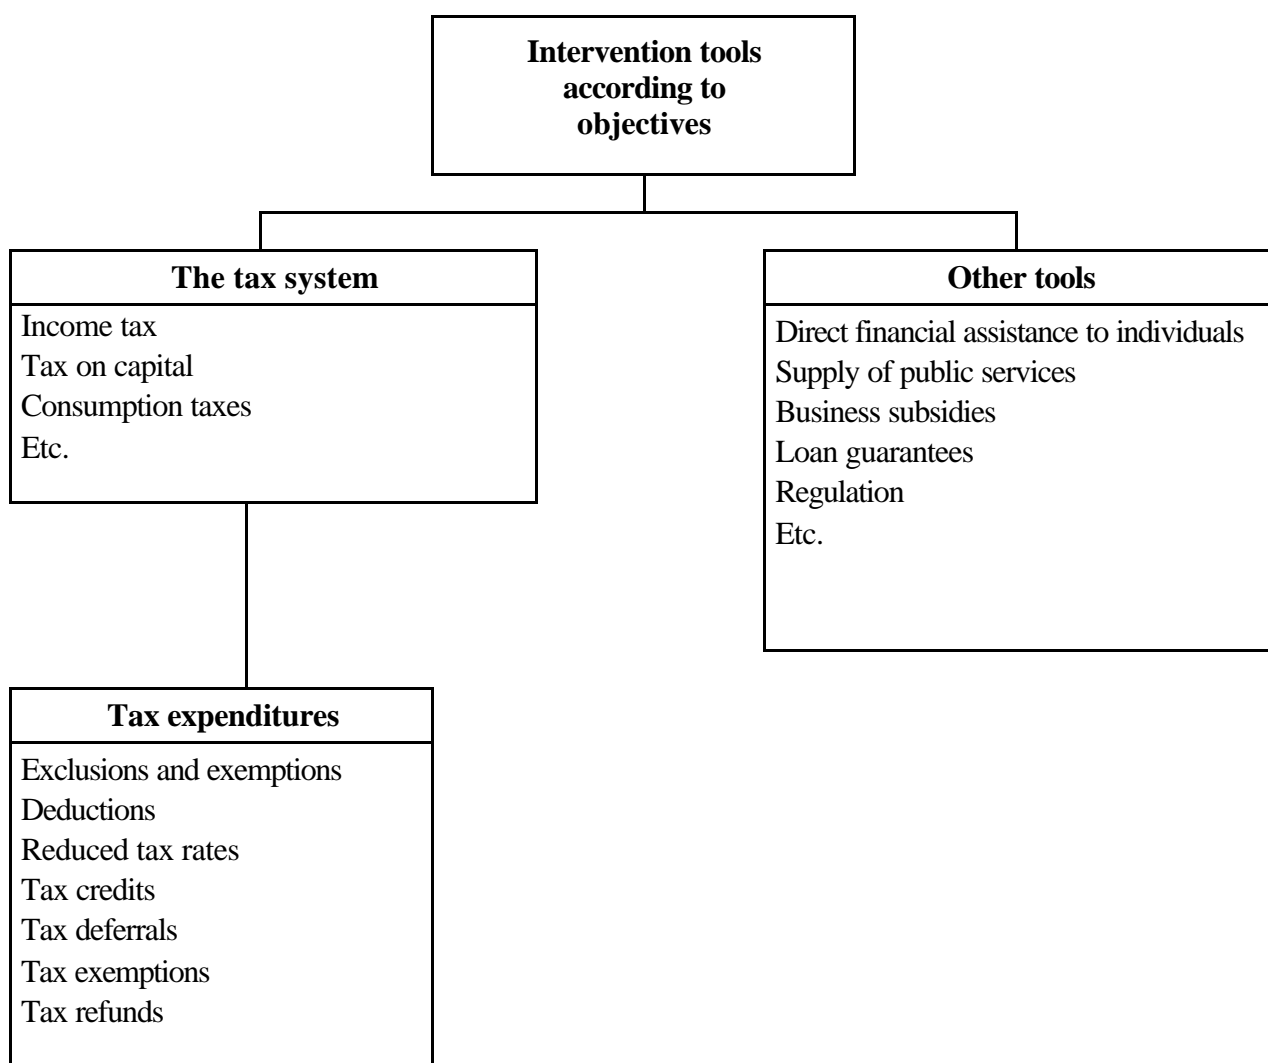 Intervention tools
according to
objectives
The tax system
Income tax
Tax on capital
Consumption taxes
Etc.
Other tools
Direct financial assistance to individuals
Supply of public services
Business subsidies
Loan guarantees
Regulation
Etc.
Tax expenditures
Exclusions and exemptions
Deductions
Reduced tax rates
Tax credits
Tax deferrals
Tax exemptions
Tax refunds